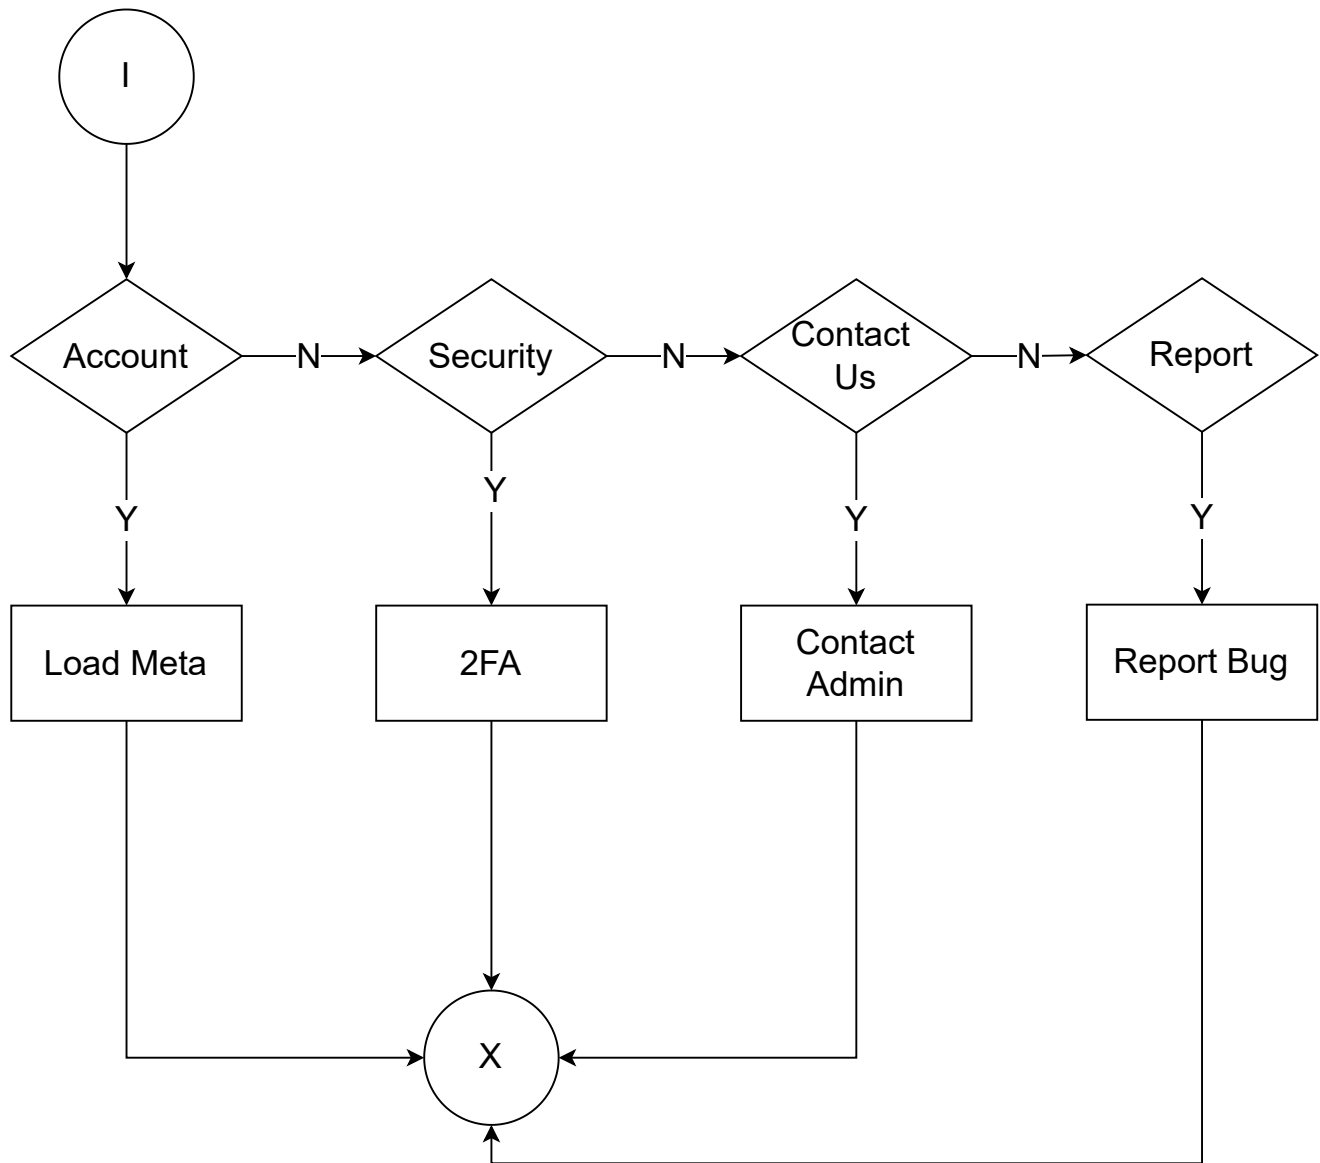 I
Account
N
Security
N
Contact
Us
N
Report
Y
Y
Y
Y
Load Meta
2FA
Contact
Admin
Report Bug
X